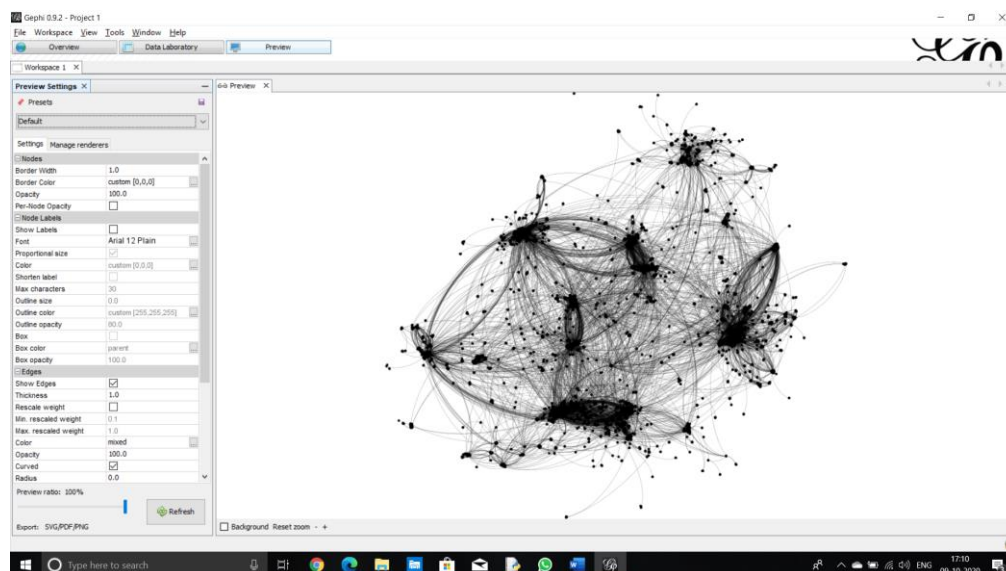 Gephi 0.9.2 - Project 1
File Workspace View Tools Window Help
Overview Data Laboratory Preview
Workspace 1 X
Preview Settings X
Preview X
Presets
Default
Settings Manage renderers
Nodes
Border Width 1.0
Border Color custom [0,0,0]
Opacity 100.0
Per-Node Opacity
Node Labels
Show Labels
Font Arial 12 Plain
Proportional size
Color custom [0,0,0]
Shorten label
Max characters 30
Outline size 0.0
Outline color custom [255,255,255]
Outline opacity 80.0
Box
Box color parent
Box opacity 100.0
Edges
Show Edges
Thickness 1.0
Rescale weight
Min. rescaled weight 0.1
Max. rescaled weight 1.0
Color mixed
Opacity 100.0
Curved
Radius 0.0
Preview ratio: 100%
Refresh
Export: SVG/PDF/PNG
Background Reset zoom - +
Type here to search
ENG
17:10
09-10-2020